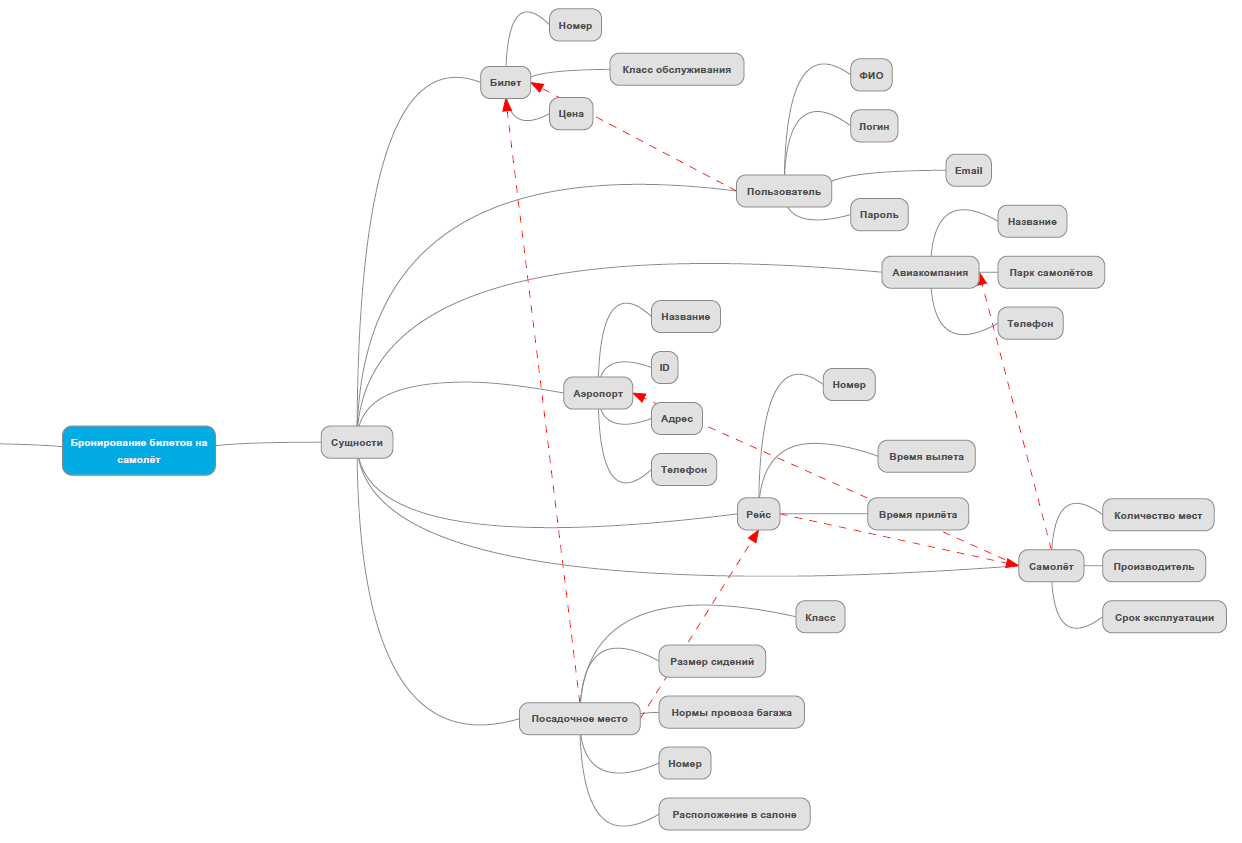 Бронирование билетов на
самолёт
Сущности
Билет
Номер
Класс обслуживания
Цена
Пользователь
ФИО
Логин
Email
Пароль
Авиакомпания
Название
Парк самолётов
Телефон
Аэропорт
Название
ID
Адрес
Телефон
Рейс
Номер
Время вылета
Время прилёта
Самолёт
Количество мест
Производитель
Срок эксплуатации
Посадочное место
Класс
Размер сидений
Нормы провоза багажа
Номер
Расположение в салоне